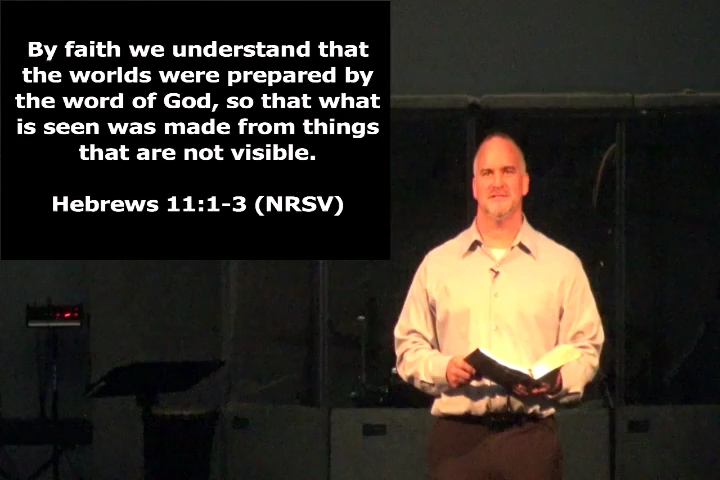 By faith we understand that
the worlds were prepared by
the word of God, so that what
is seen was made from things
that are not visible.
Hebrews 11:1-3 (NRSV)